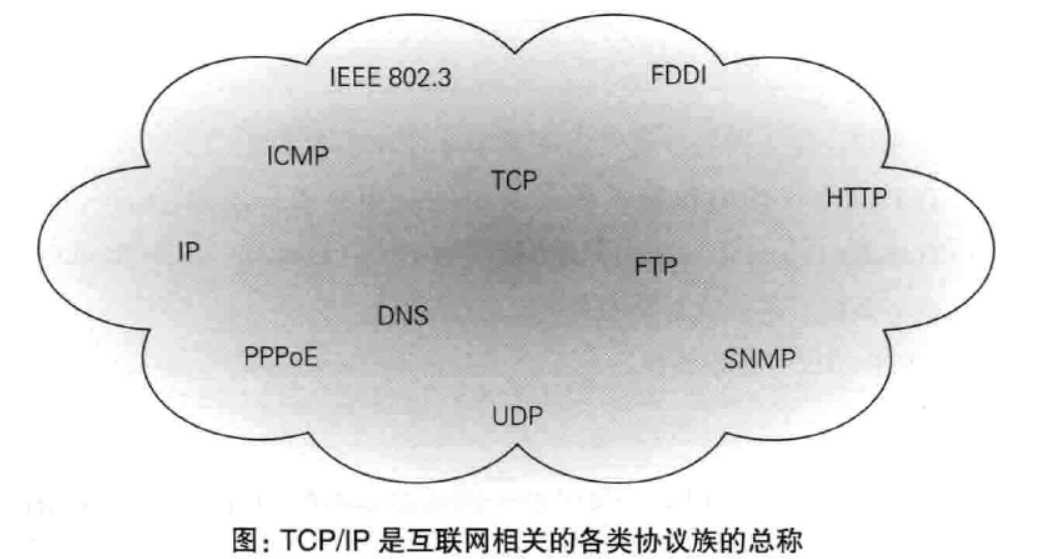 IEEE 802.3
FDDI
ICMP
TCP
HTTP
IP
FTP
DNS
PPPoE
SNMP
UDP
图：TCP/IP 是互联网相关的各类协议族的总称